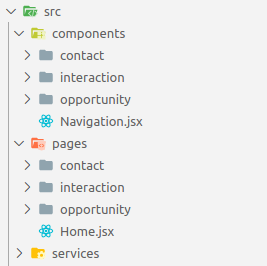 src
components
contact
interaction
opportunity
Navigation.jsx
pages
contact
interaction
opportunity
Home.jsx
services